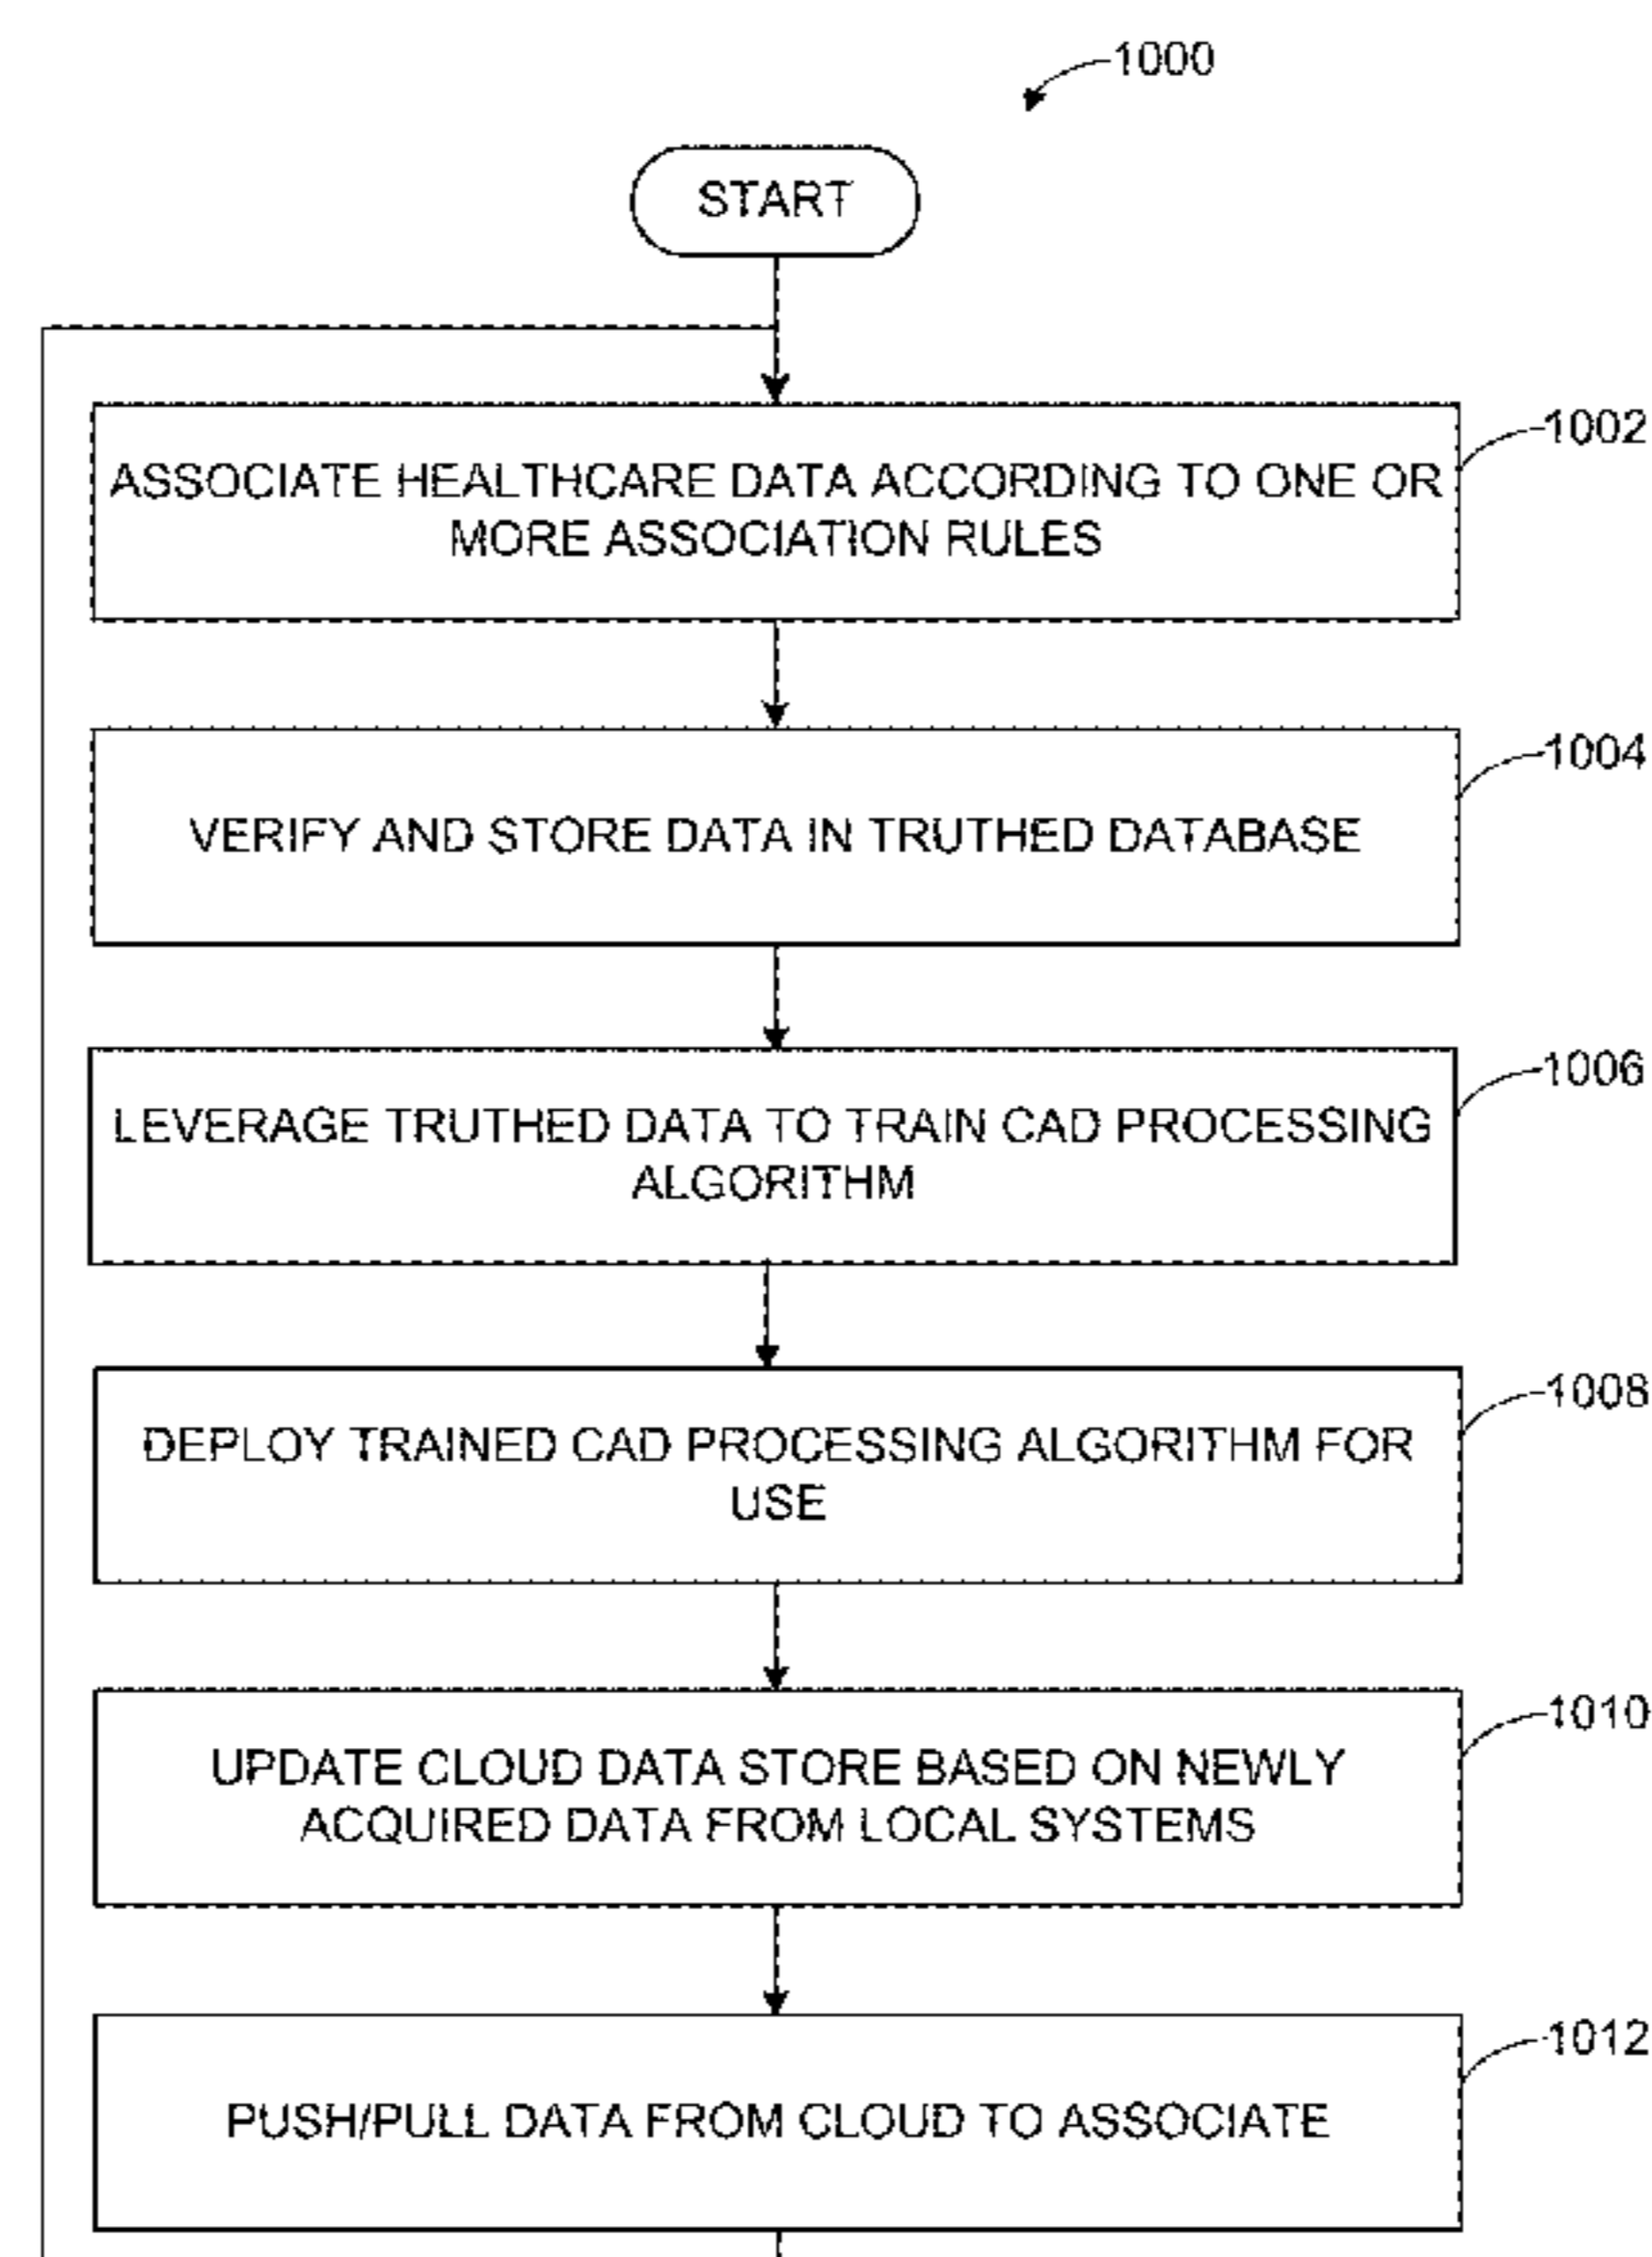 1000
START
1002
ASSOCIATE HEALTHCARE DATA ACCORDING TO ONE OR
MORE ASSOCIATION RULES
1004
VERIFY AND STORE DATA IN TRUTHED DATABASE
1006
LEVERAGE TRUTHED DATA TO TRAIN CAD PROCESSING
ALGORITHM
1008
DEPLOY TRAINED CAD PROCESSING ALGORITHM FOR
USE
1010
UPDATE CLOUD DATA STORE BASED ON NEWLY
ACQUIRED DATA FROM LOCAL SYSTEMS
1012
PUSH/PULL DATA FROM CLOUD TO ASSOCIATE